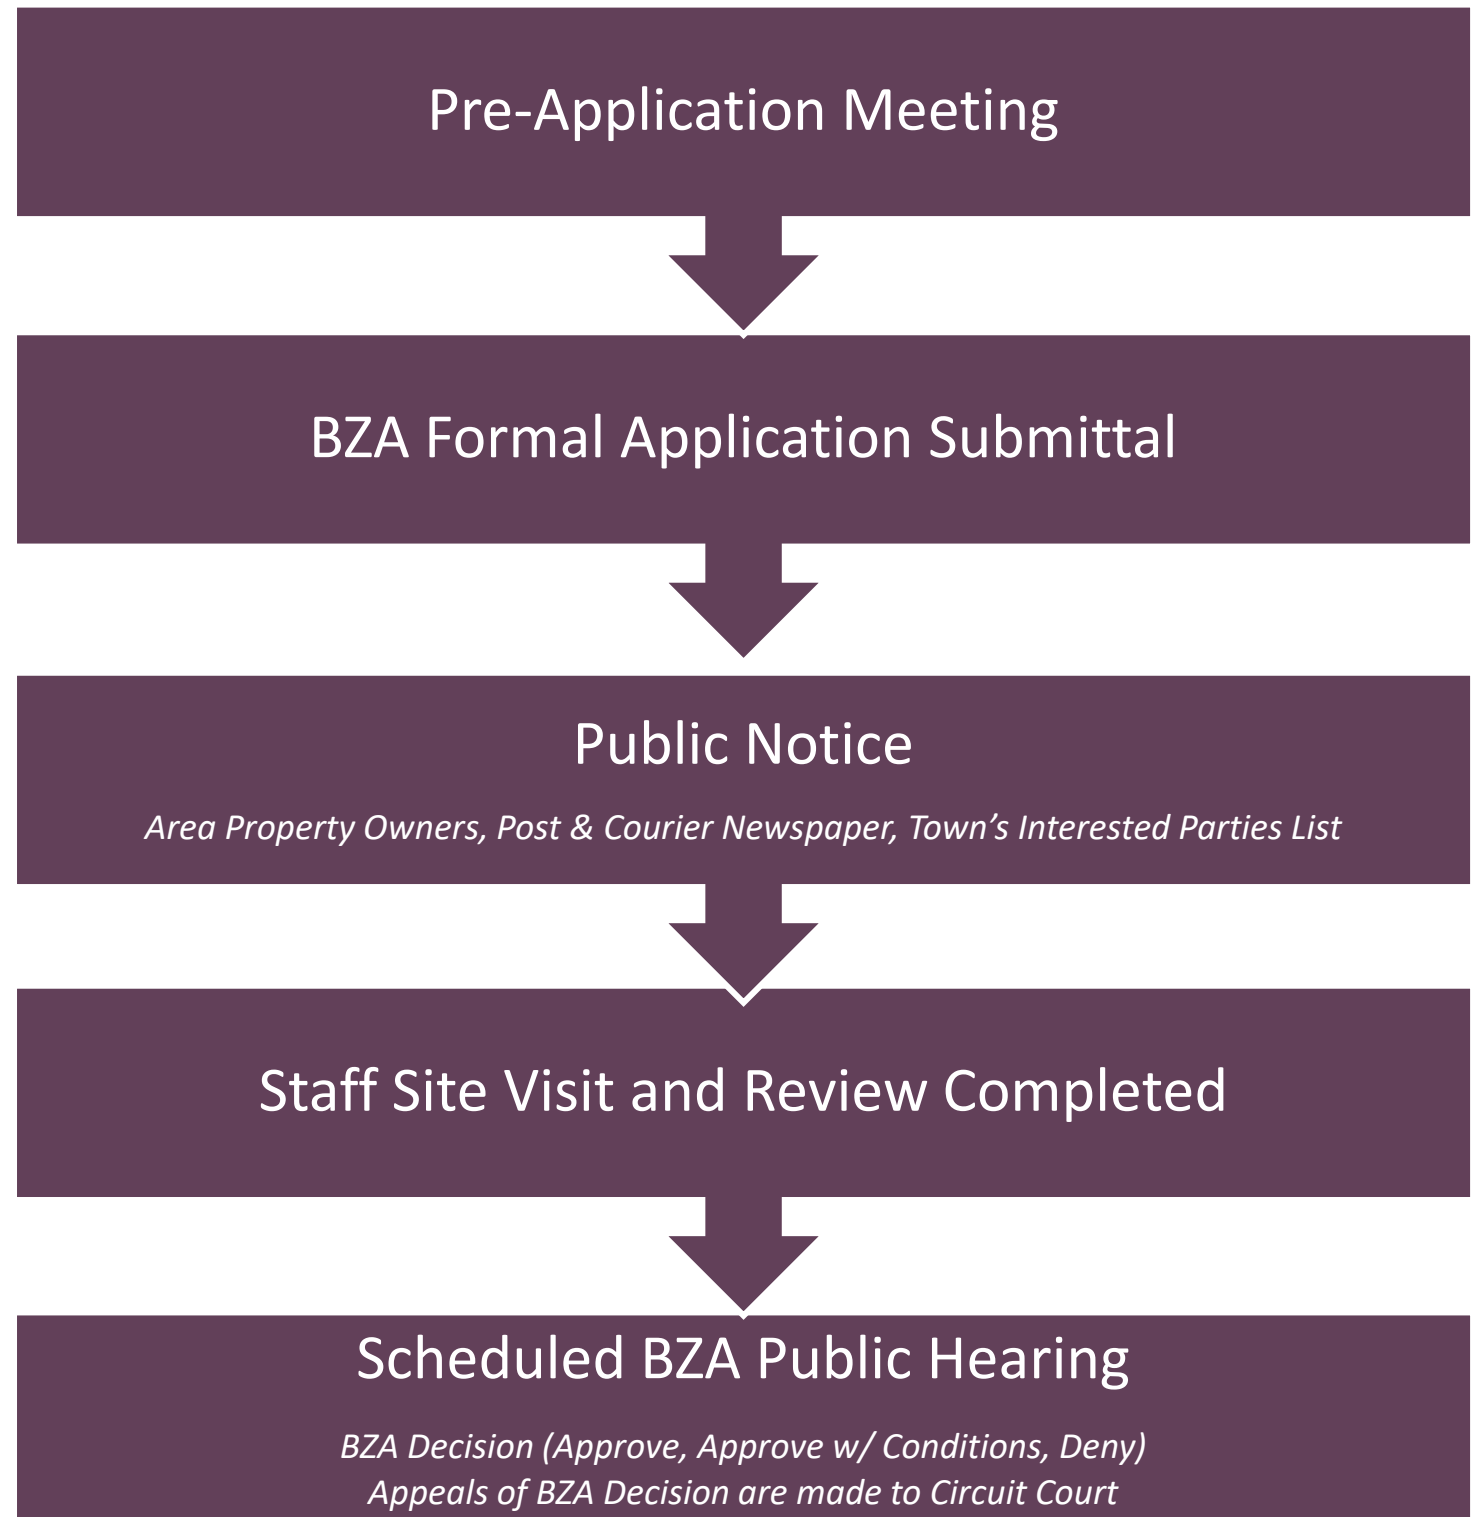 Pre-Application Meeting
BZA Formal Application Submittal
Public Notice
Area Property Owners, Post & Courier Newspaper, Town’s Interested Parties List
Staff Site Visit and Review Completed
Scheduled BZA Public Hearing
BZA Decision (Approve, Approve w/ Conditions, Deny)
Appeals of BZA Decision are made to Circuit Court